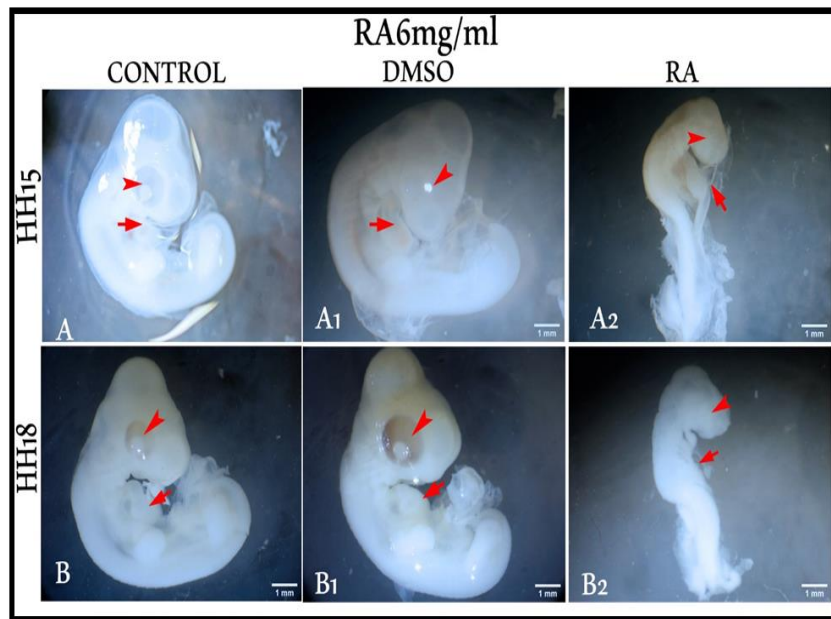 RA6mg/ml
CONTROL DMSO RA
HH15
A
A1
1 mm
A2
1 mm
HH18
B
1 mm
B1
1 mm
B2
1 mm